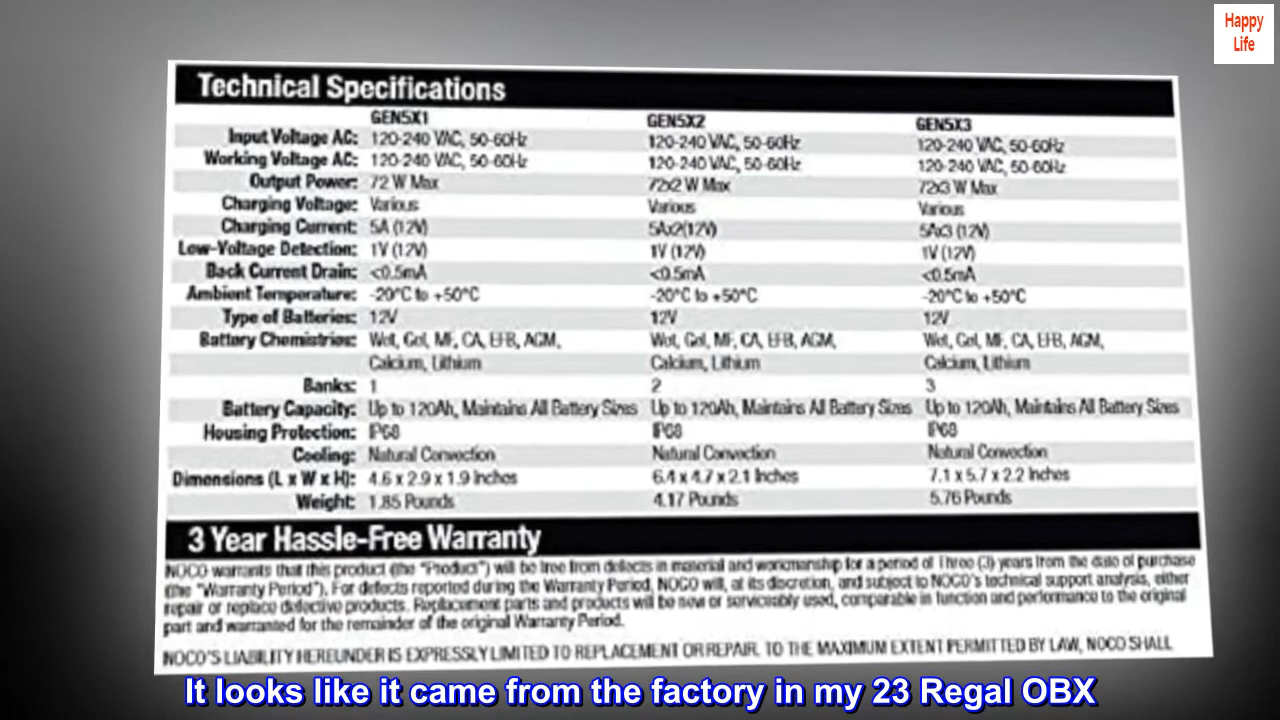 Happy
Life
Technical Specifications
GEN5X1 GEN5X2 GEN5X3
Input Voltage AC: 120-240 VAC, 50-60Hz 120-240 VAC, 50-60Hz 120-240 VAC, 50-60Hz
Working Voltage AC: 120-240 VAC, 50-60Hz 120-240 VAC, 50-60Hz 120-240 VAC, 50-60Hz
Output Power: 72 W Max 72x2 W Max 72x3 W Max
Charging Voltage: Various Various Various
Charging Current: 5A (12V) 5Ax2(12V) 5Ax3 (12V)
Low-Voltage Detection: 1V (12V) 1V (12V) 1V (12V)
Back Current Drain: <0.5mA <0.5mA <0.5mA
Ambient Temperature: -20°C to +50°C -20°C to +50°C -20°C to +50°C
Type of Batteries: 12V 12V 12V
Battery Chemistries: Wet, Gel, MF, CA, EFB, AGM, Wet, Gel, MF, CA, EFB, AGM, Wet, Gel, MF, CA, EFB, AGM,
Calcium, Lithium Calcium, Lithium Calcium, Lithium
Banks: 1 2 3
Battery Capacity: Up to 120Ah, Maintains All Battery Sizes Up to 120Ah, Maintains All Battery Sizes Up to 120Ah, Maintains All Battery Sizes
Housing Protection: IP68 IP68 IP68
Cooling: Natural Convection Natural Convection Natural Convection
Dimensions (L x W x H): 4.6 x 2.9 x 1.9 Inches 6.4 x 4.7 x 2.1 Inches 7.1 x 5.7 x 2.2 Inches
Weight: 1.85 Pounds 4.17 Pounds 5.76 Pounds
3 Year Hassle-Free Warranty
NOCO warrants that this product (the "Product") will be free from defects in material and workmanship for a period of Three (3) years from the date of purchase
(the "Warranty Period"). For defects reported during the Warranty Period, NOCO will, at its discretion, and subject to NOCO's technical support analysis, either
repair or replace defective products. Replacement parts and products will be new or serviceably used, comparable in function and performance to the original
part and warranted for the remainder of the original Warranty Period.
NOCO'S LIABILITY HEREUNDER IS EXPRESSLY LIMITED TO REPLACEMENT OR REPAIR. TO THE MAXIMUM EXTENT PERMITTED BY LAW, NOCO SHALL
It looks like it came from the factory in my 23 Regal OBX